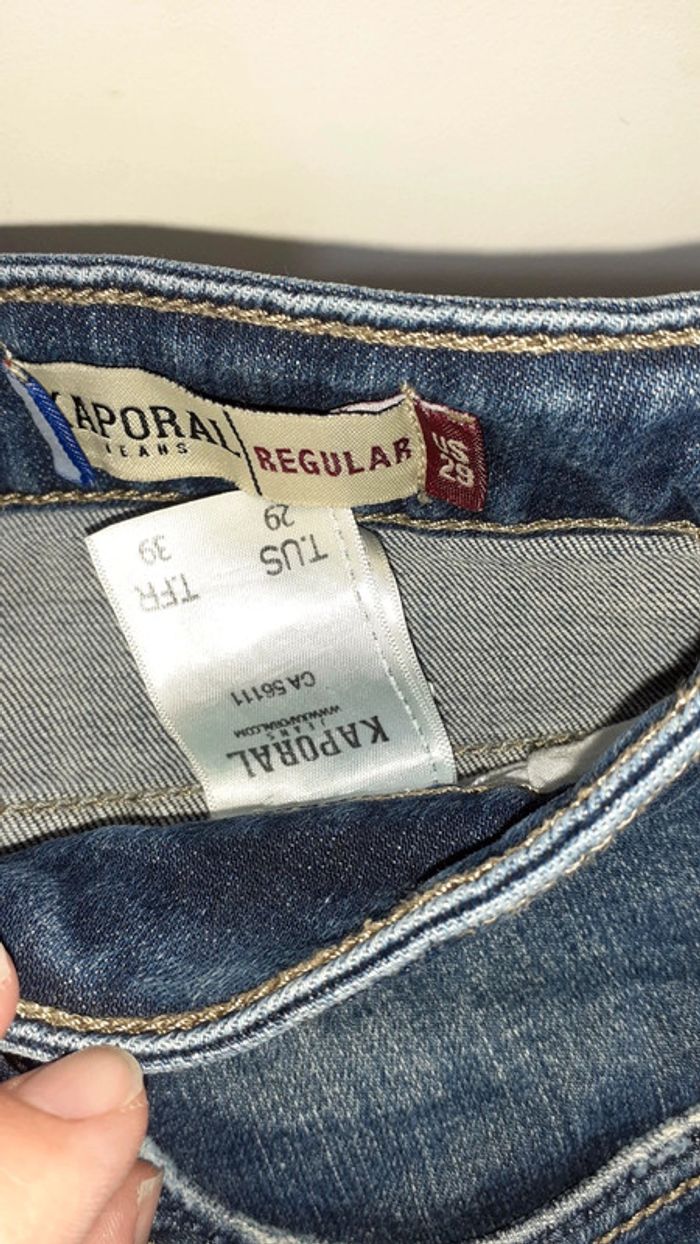 KAPORAL
JEANS
REGULAR
US
29
KAPORAL
JEANS
WWW.KAPORAL.COM
CA 56111
T.US T.FR
29 39